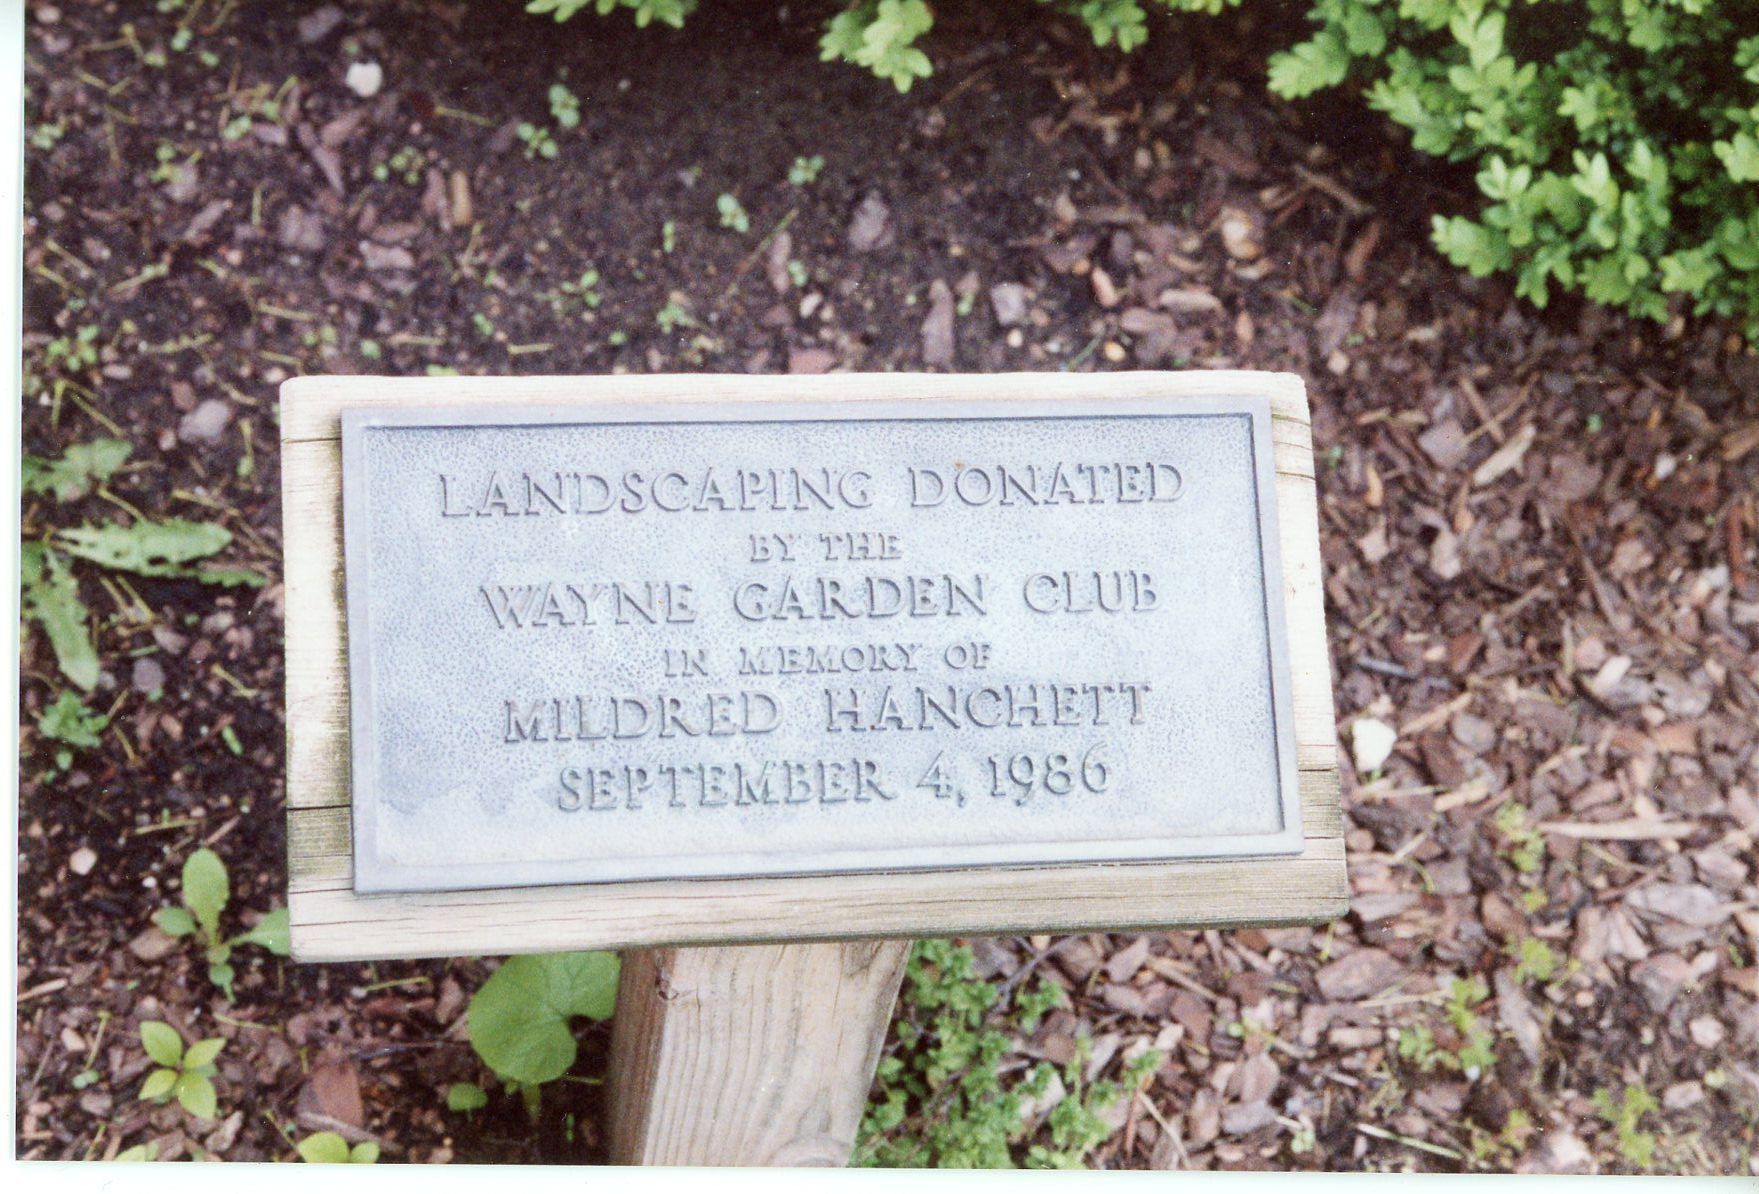 LANDSCAPING DONATED
BY THE
WAYNE GARDEN CLUB
IN MEMORY OF
MILDRED HANCHETT
SEPTEMBER 4, 1986